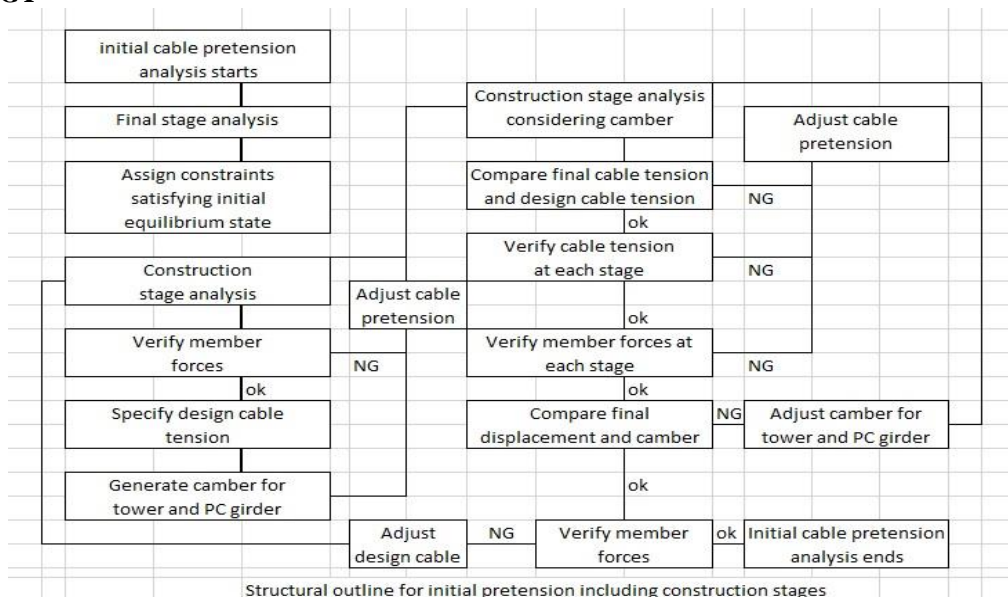 initial cable pretension
analysis starts
Final stage analysis
Assign constraints
satisfying initial
equilibrium state
Construction
stage analysis
Verify member
forces
NG
ok
Specify design cable
tension
Generate camber for
tower and PC girder
Adjust cable
pretension
Construction stage analysis
considering camber
Compare final cable tension
and design cable tension
NG
ok
Verify cable tension
at each stage
NG
ok
Verify member forces at
each stage
NG
ok
Compare final
displacement and camber
NG
ok
Adjust cable
pretension
Adjust camber for
tower and PC girder
Adjust
design cable
NG
Verify member
forces
ok
Initial cable pretension
analysis ends
Structural outline for initial pretension including construction stages